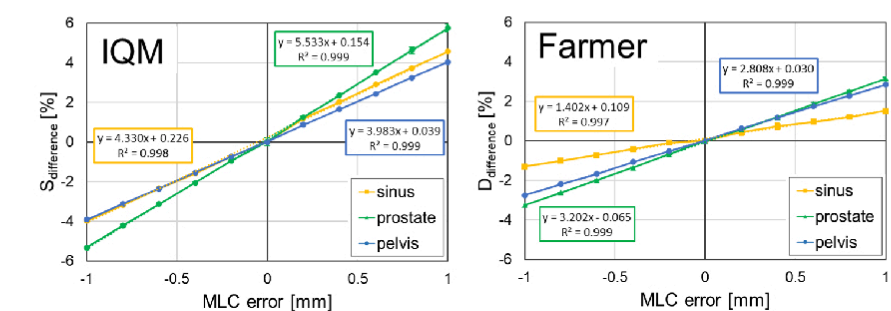 IQM
6
4
2
0
-2
-4
-6
Sdifference [%]
y = 5.533x + 0.154
R² = 0.999
y = 4.330x + 0.226
R² = 0.998
y = 3.983x + 0.039
R² = 0.999
sinus
prostate
pelvis
-1 -0.5 0 0.5 1
MLC error [mm]
Farmer
6
4
2
0
-2
-4
-6
Ddifference [%]
y = 2.808x + 0.030
R² = 0.999
y = 1.402x + 0.109
R² = 0.997
y = 3.202x - 0.065
R² = 0.999
sinus
prostate
pelvis
-1 -0.5 0 0.5 1
MLC error [mm]